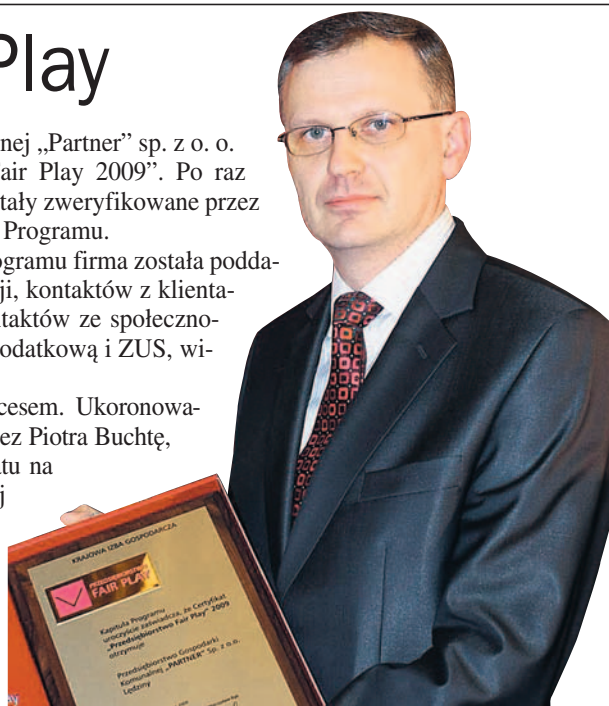 Play
nej „Partner” sp. z o. o.
air Play 2009”. Po raz
tały zweryfikowane przez
Programu.
ogramu firma została podda-
ji, kontaktów z klienta-
taktów ze społeczno-
odatkową i ZUS, wi-
cesem. Ukoronowa-
ez Piotra Buchtę,
atu na
j
KRAJOWA IZBA GOSPODARCZA
PRZEDSIĘBIORSTWO
FAIR PLAY
Kapituła Programu
uroczyście zaświadcza, że Certyfikat
„Przedsiębiorstwo Fair Play” 2009
otrzymuje
Przedsiębiorstwo Gospodarki
Komunalnej „PARTNER” Sp. z o.o.
Lędziny